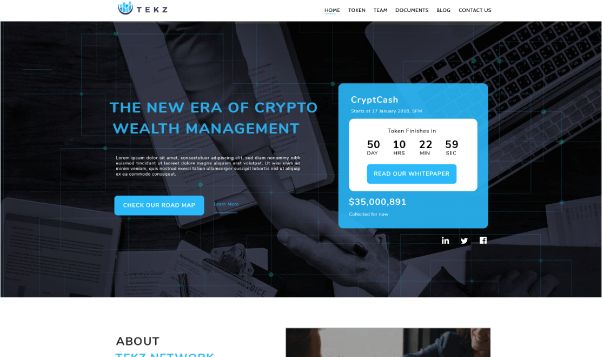 TEKZ
HOME TOKEN TEAM DOCUMENTS BLOG CONTACT US
THE NEW ERA OF CRYPTO
WEALTH MANAGEMENT
Lorem ipsum dolor sit amet, consectetuer adipiscing elit, sed diam nonummy nibh
euismod tincidunt ut laoreet dolore magna aliquam erat volutpat. Ut wisi enim ad
minim veniam, quis nostrud exerci tation ullamcorper suscipit lobortis nisl ut aliquip
ex ea commodo consequat.
CHECK OUR ROAD MAP
Learn More
CryptCash
Starts at 17 January 2018, 5PM
Token Finishes in
50 10 22 59
DAY HRS MIN SEC
READ OUR WHITEPAPER
$35,000,891
Collected for now
ABOUT
TEKZ NETWORK